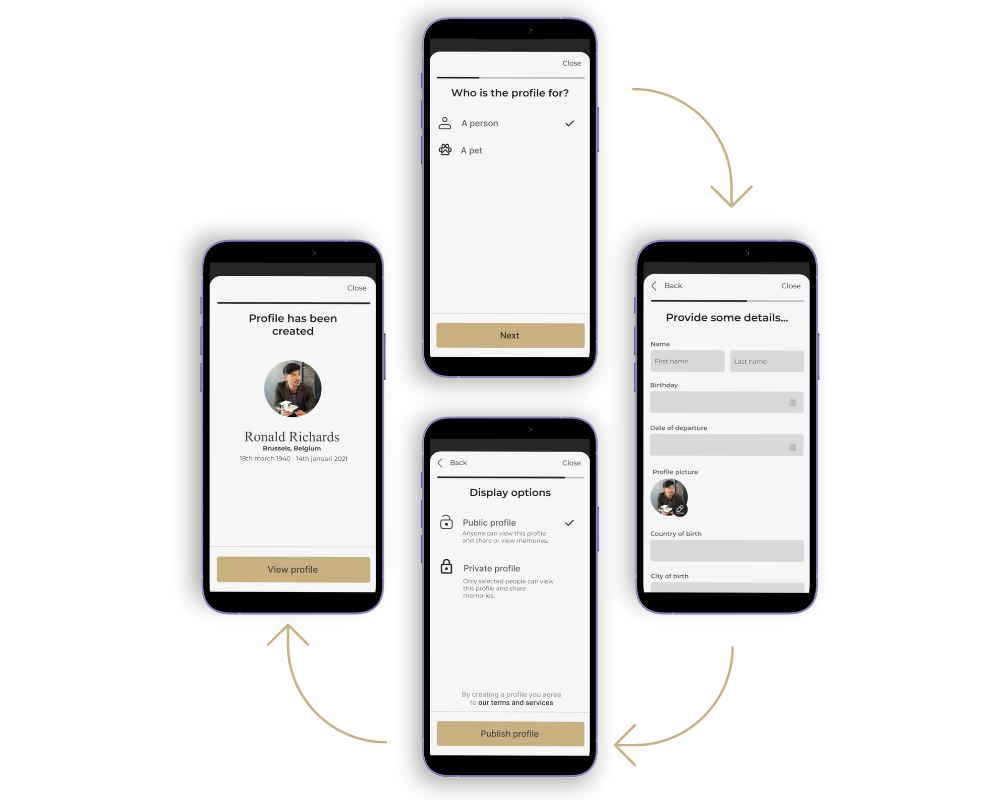 Close
Who is the profile for?
A person
A pet
Next
Back
Close
Provide some details...
Name
First name
Last name
Birthday
Date of departure
Profile picture
Country of birth
City of birth
Back
Close
Display options
Public profile
Anyone can view this profile
and share or view memories.
Private profile
Only selected people can view
this profile and share
memories.
By creating a profile you agree
to our terms and services
Publish profile
Close
Profile has been
created
Ronald Richards
Brussels, Belgium
18th march 1940 - 14th januari 2021
View profile